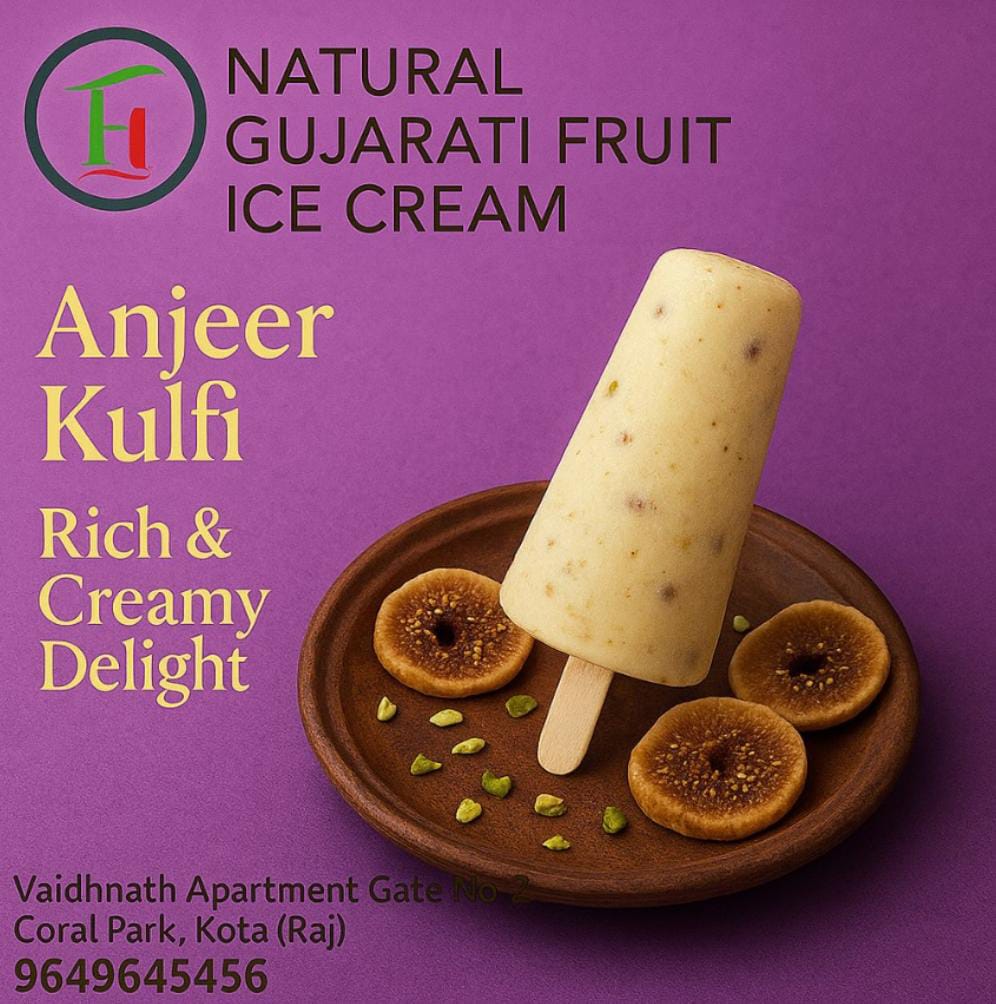 NATURAL
GUJARATI FRUIT
ICE CREAM
Anjeer
Kulfi
Rich &
Creamy
Delight
Vaidhnath Apartment Gate No-2
Coral Park, Kota (Raj)
9649645456